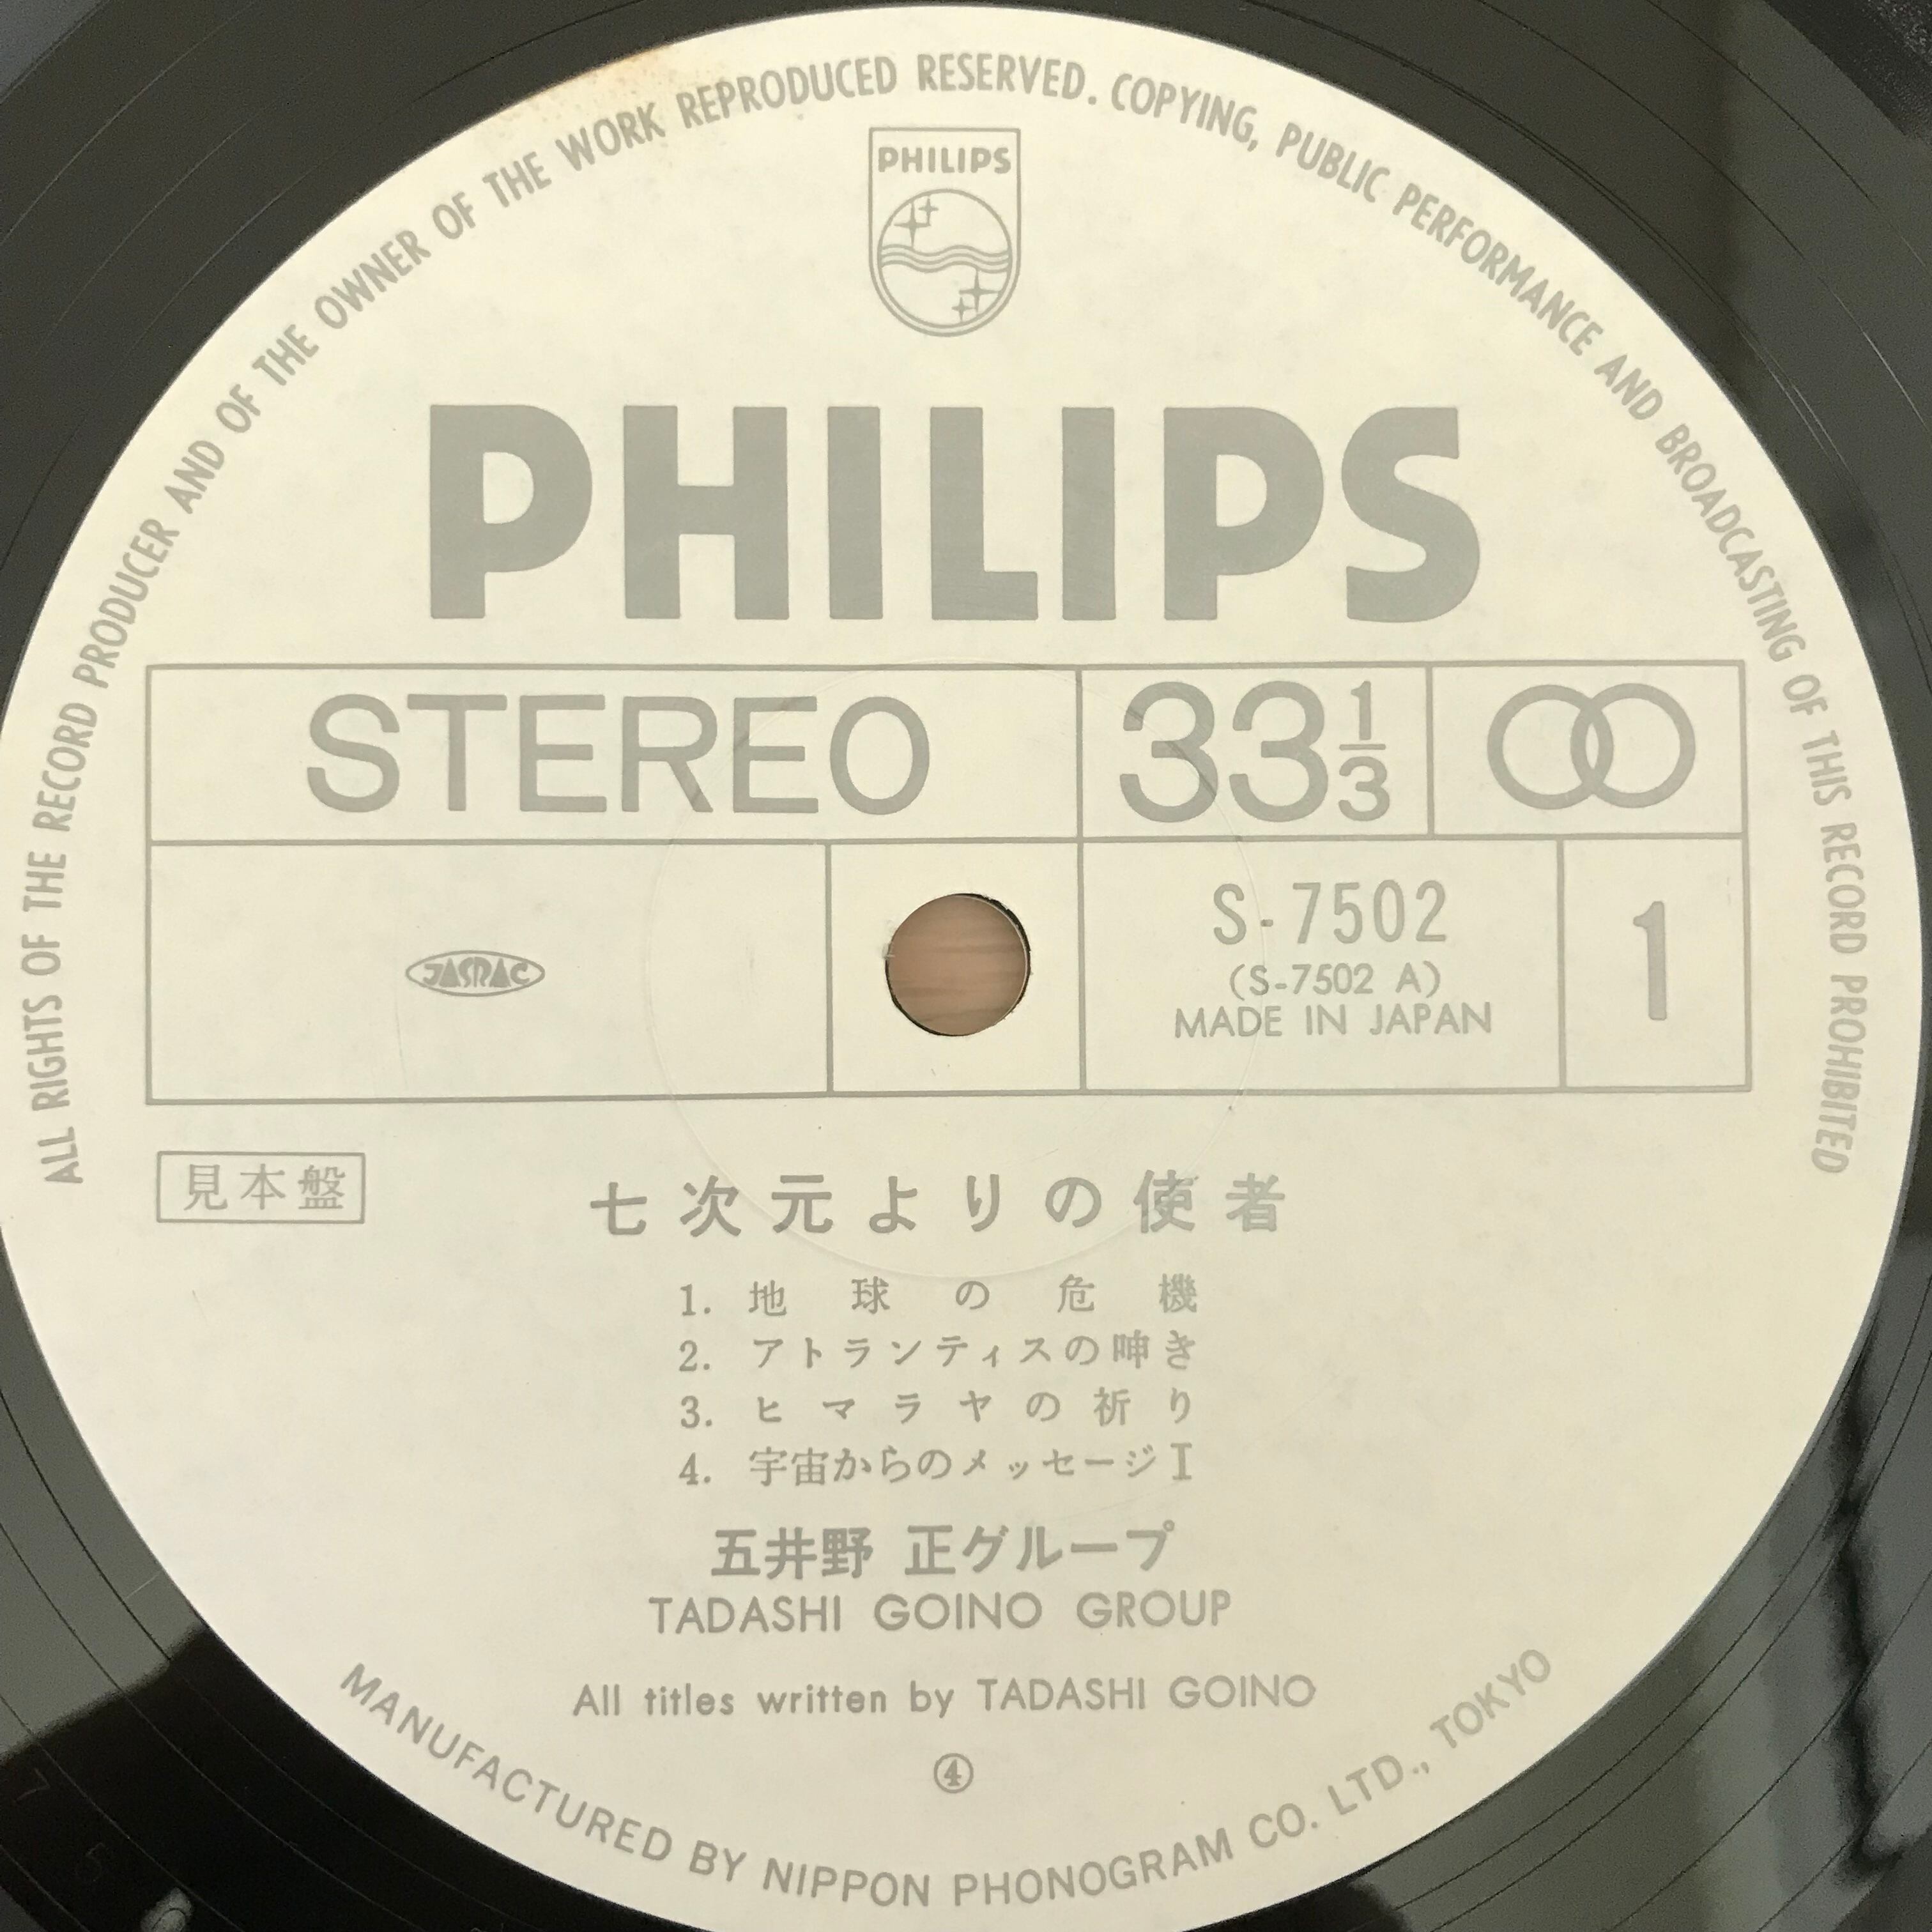 ALL RIGHTS OF THE RECORD PRODUCER AND OF THE OWNER OF THE WORK REPRODUCED RESERVED. COPYING, PUBLIC PERFORMANCE AND BROADCASTING OF THIS RECORD PROHIBITED
PHILIPS
PHILIPS
STEREO 33 1/3
JASRAC
S-7502
(S-7502 A)
MADE IN JAPAN
1
見本盤
七次元よりの使者
1. 地球の危機
2. アトランティスの呻き
3. ヒマラヤの祈り
4. 宇宙からのメッセージI
五井野 正グループ
TADASHI GOINO GROUP
All titles written by TADASHI GOINO
④
MANUFACTURED BY NIPPON PHONOGRAM CO. LTD., TOKYO